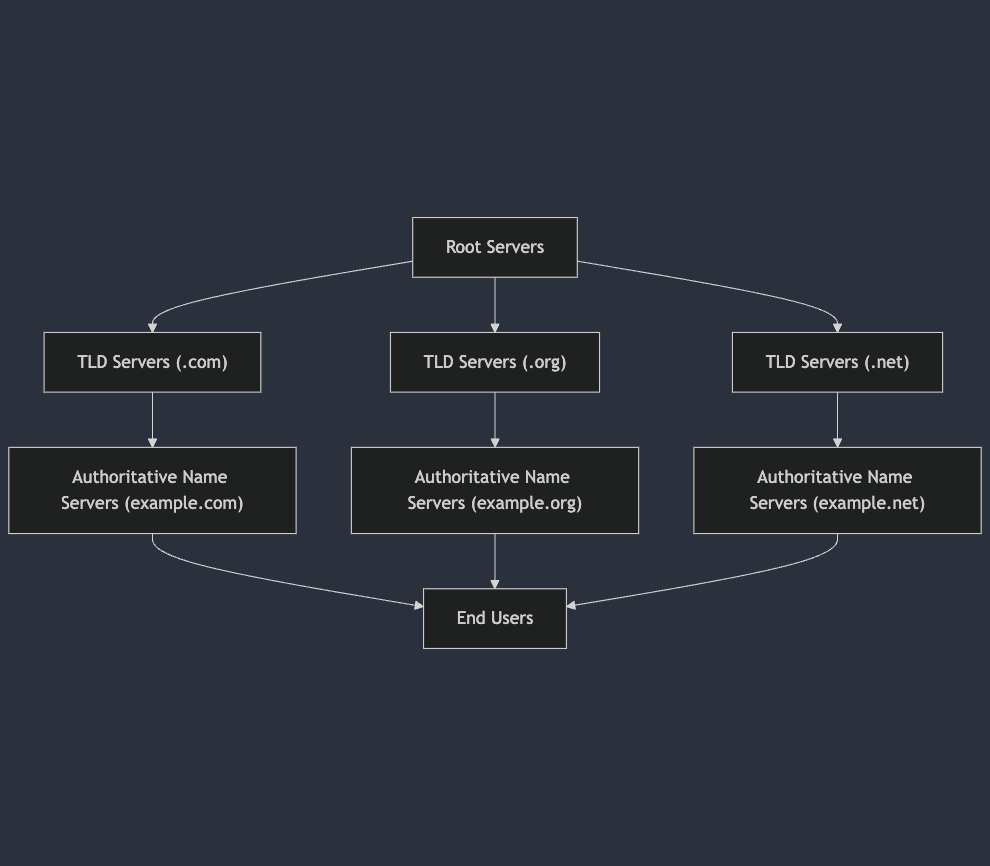 Root Servers
TLD Servers (.com)
TLD Servers (.org)
TLD Servers (.net)
Authoritative Name
Servers (example.com)
Authoritative Name
Servers (example.org)
Authoritative Name
Servers (example.net)
End Users